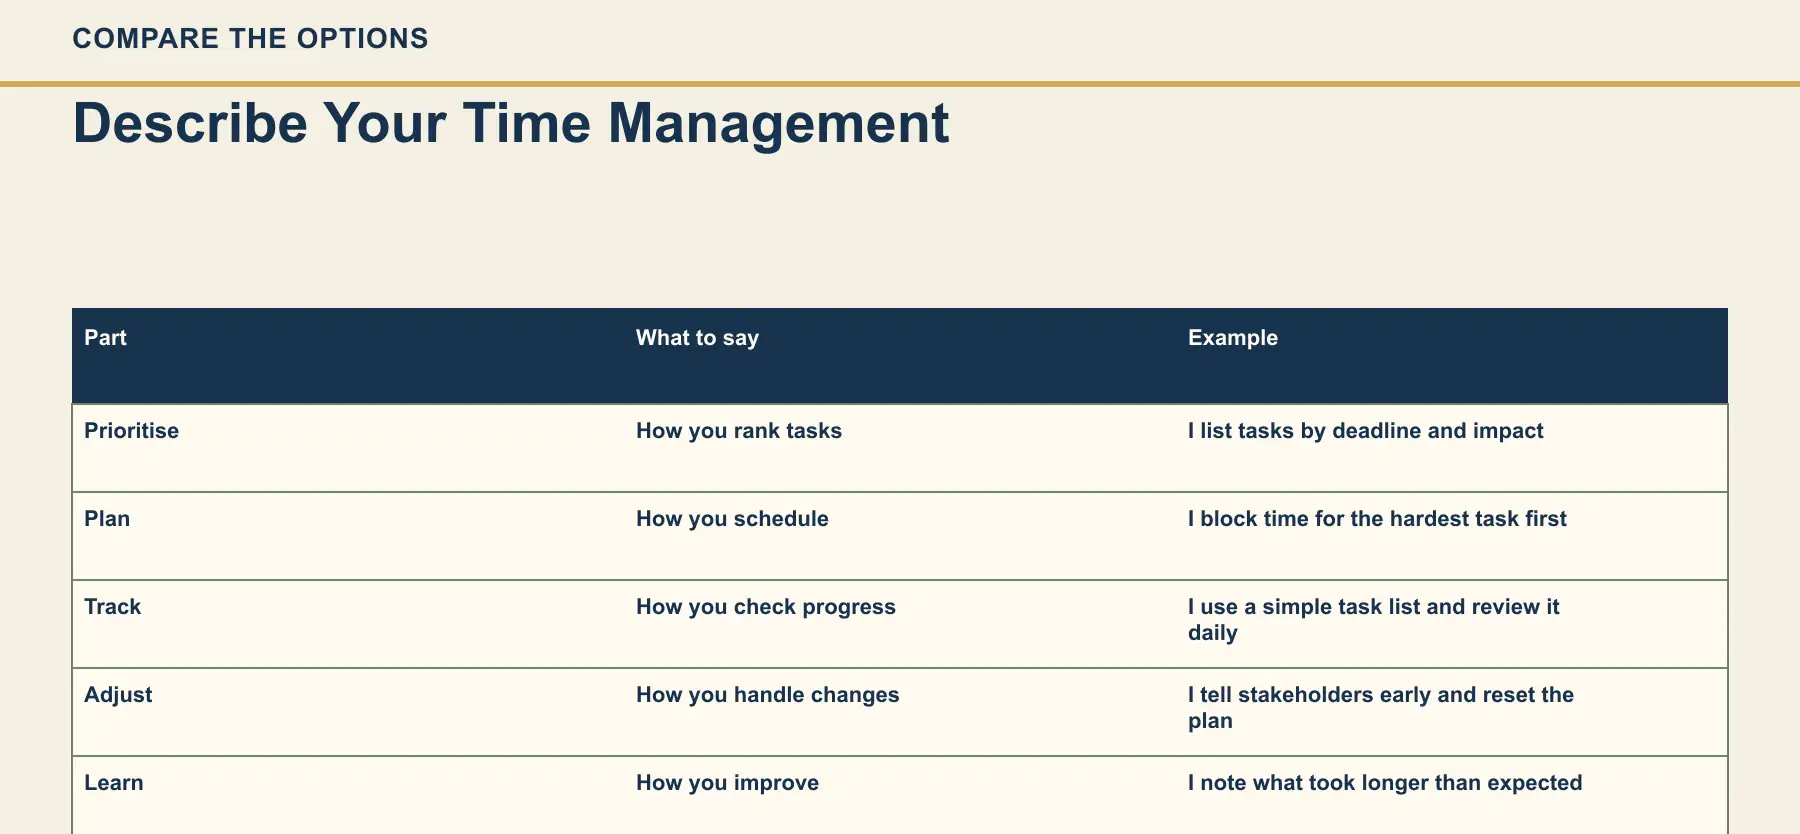 COMPARE THE OPTIONS
Describe Your Time Management
Part What to say Example
Prioritise How you rank tasks I list tasks by deadline and impact
Plan How you schedule I block time for the hardest task first
Track How you check progress I use a simple task list and review it
daily
Adjust How you handle changes I tell stakeholders early and reset the
plan
Learn How you improve I note what took longer than expected